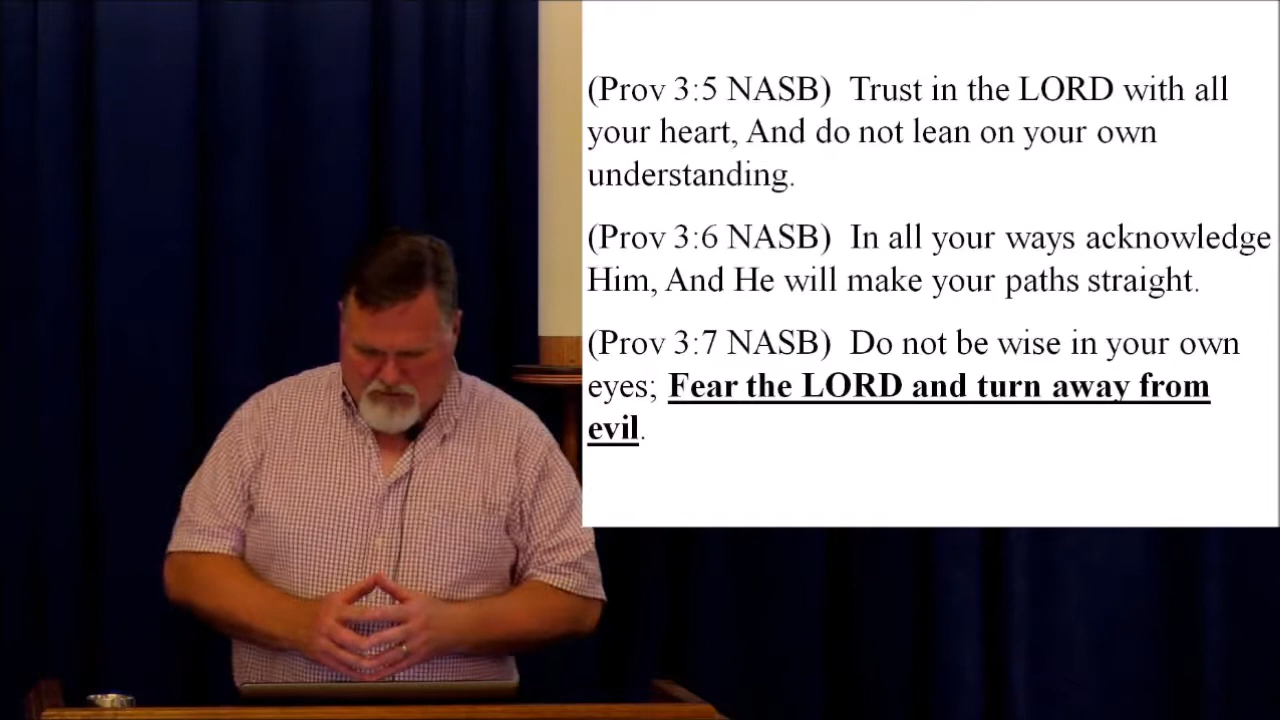 (Prov 3:5 NASB)  Trust in the LORD with all
your heart, And do not lean on your own
understanding.
(Prov 3:6 NASB)  In all your ways acknowledge
Him, And He will make your paths straight.
(Prov 3:7 NASB)  Do not be wise in your own
eyes; Fear the LORD and turn away from
evil.